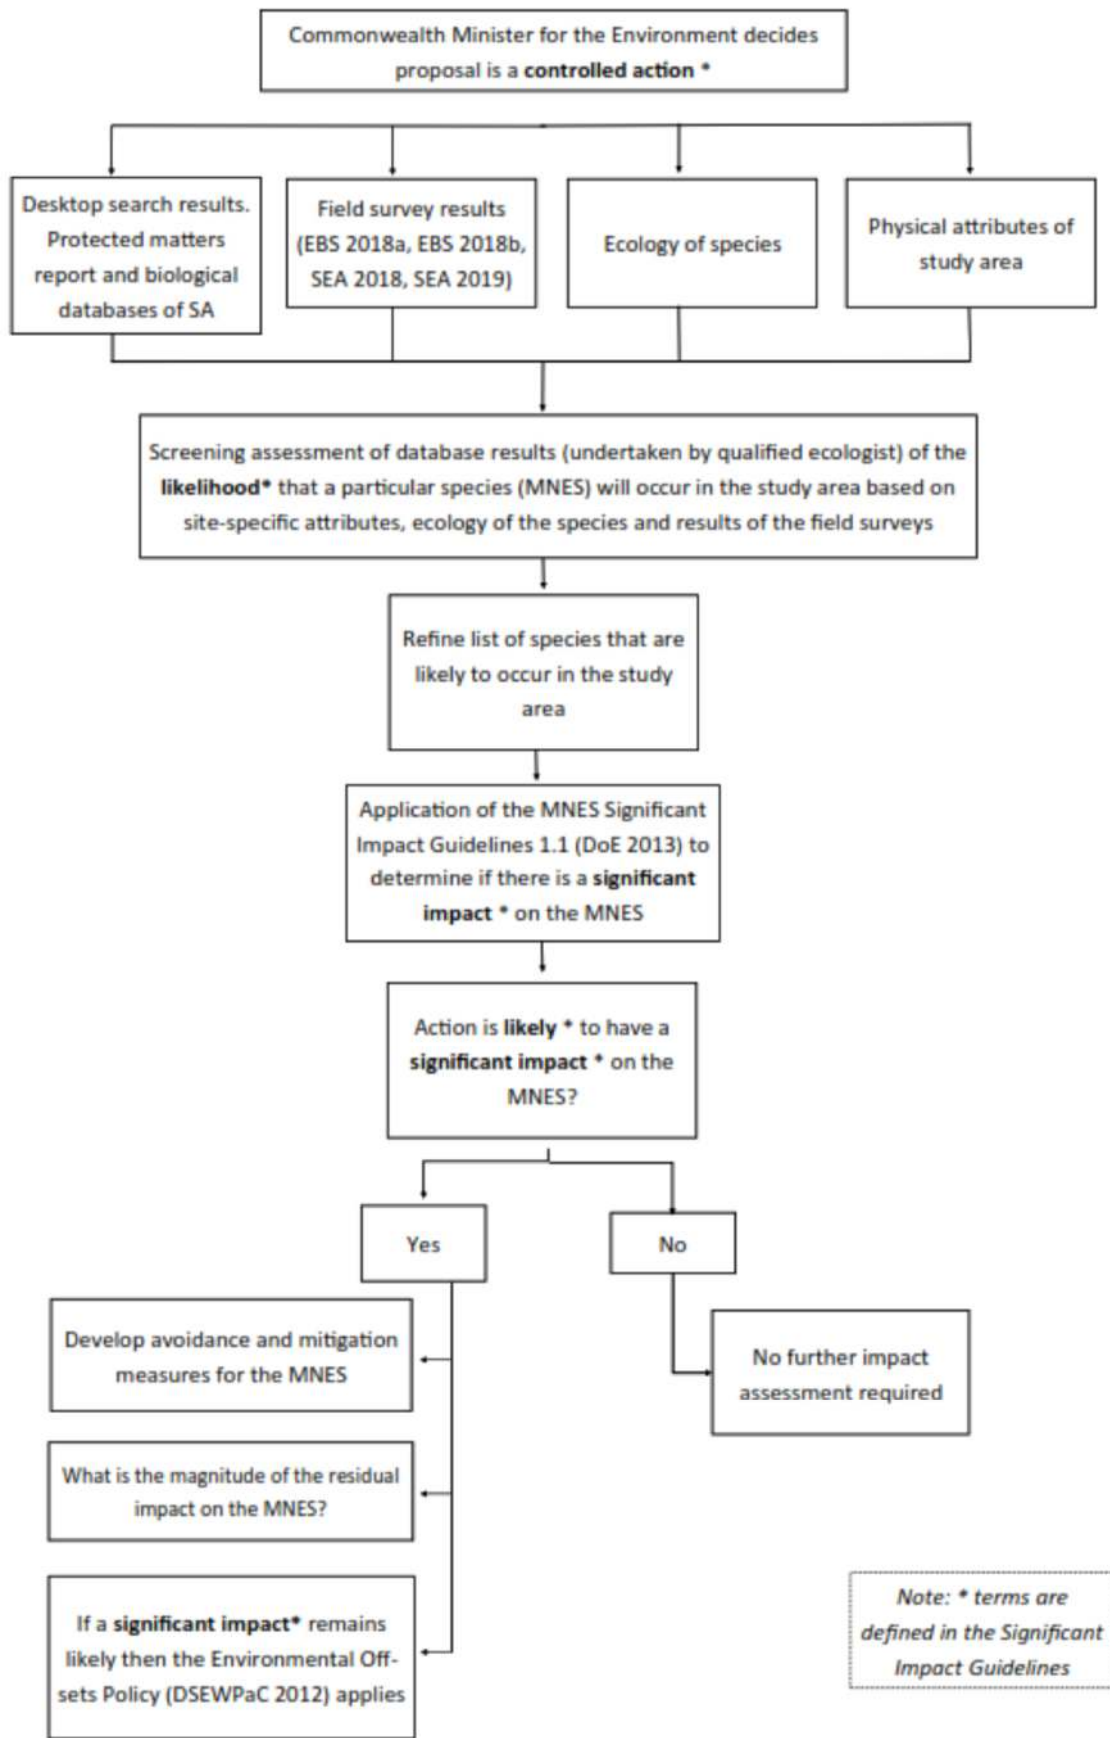 Commonwealth Minister for the Environment decides
proposal is a controlled action *
Desktop search results.
Protected matters
report and biological
databases of SA
Field survey results
(EBS 2018a, EBS 2018b,
SEA 2018, SEA 2019)
Ecology of species
Physical attributes of
study area
Screening assessment of database results (undertaken by qualified ecologist) of the
likelihood* that a particular species (MNES) will occur in the study area based on
site-specific attributes, ecology of the species and results of the field surveys
Refine list of species that are
likely to occur in the study
area
Application of the MNES Significant
Impact Guidelines 1.1 (DoE 2013) to
determine if there is a significant
impact * on the MNES
Action is likely * to have a
significant impact * on the
MNES?
Yes
No
Develop avoidance and mitigation
measures for the MNES
No further impact
assessment required
What is the magnitude of the residual
impact on the MNES?
If a significant impact* remains
likely then the Environmental Off-
sets Policy (DSEWPaC 2012) applies
Note: * terms are
defined in the Significant
Impact Guidelines